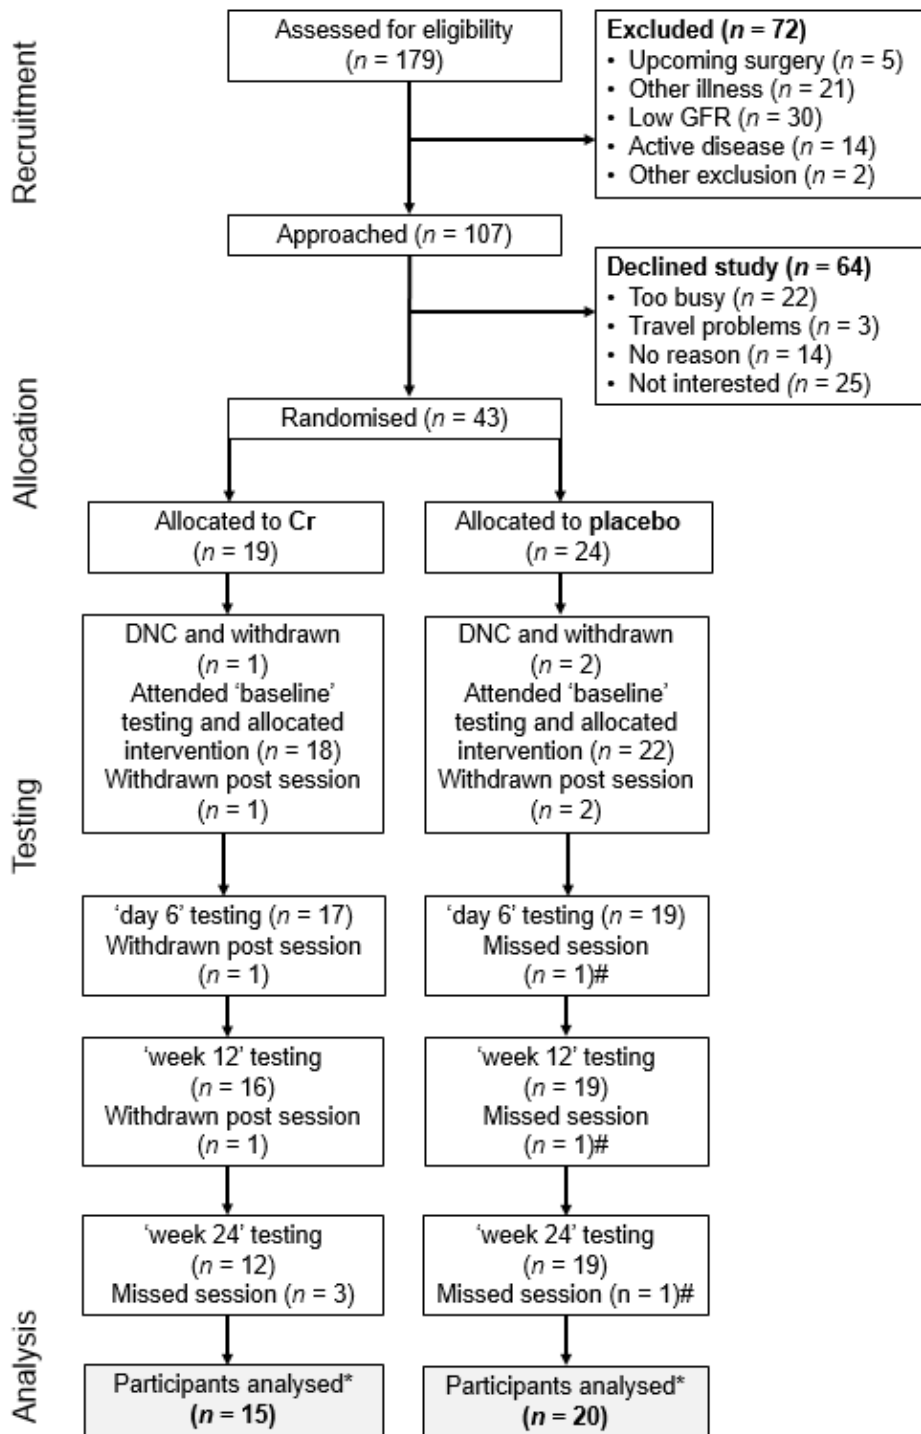 Recruitment
Assessed for eligibility
(n = 179)
Excluded (n = 72)
• Upcoming surgery (n = 5)
• Other illness (n = 21)
• Low GFR (n = 30)
• Active disease (n = 14)
• Other exclusion (n = 2)
Approached (n = 107)
Declined study (n = 64)
• Too busy (n = 22)
• Travel problems (n = 3)
• No reason (n = 14)
• Not interested (n = 25)
Allocation
Randomised (n = 43)
Allocated to Cr
(n = 19)
Allocated to placebo
(n = 24)
Testing
DNC and withdrawn
(n = 1)
Attended ‘baseline’
testing and allocated
intervention (n = 18)
Withdrawn post session
(n = 1)
DNC and withdrawn
(n = 2)
Attended ‘baseline’
testing and allocated
intervention (n = 22)
Withdrawn post session
(n = 2)
‘day 6’ testing (n = 17)
Withdrawn post session
(n = 1)
‘day 6’ testing (n = 19)
Missed session
(n = 1)#
‘week 12’ testing
(n = 16)
Withdrawn post session
(n = 1)
‘week 12’ testing
(n = 19)
Missed session
(n = 1)#
‘week 24’ testing
(n = 12)
Missed session (n = 3)
‘week 24’ testing
(n = 19)
Missed session (n = 1)#
Analysis
Participants analysed*
(n = 15)
Participants analysed*
(n = 20)